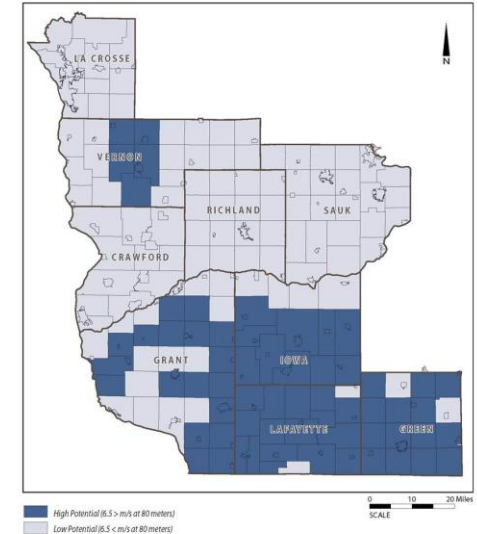 LA CROSSE
N
VERNON
RICHLAND
SAUK
CRAWFORD
GRANT
IOWA
LAFAYETTE
GREEN
High Potential (6.5 > m/s at 80 meters)
Low Potential (6.5 < m/s at 80 meters)
0 10 20 Miles
SCALE